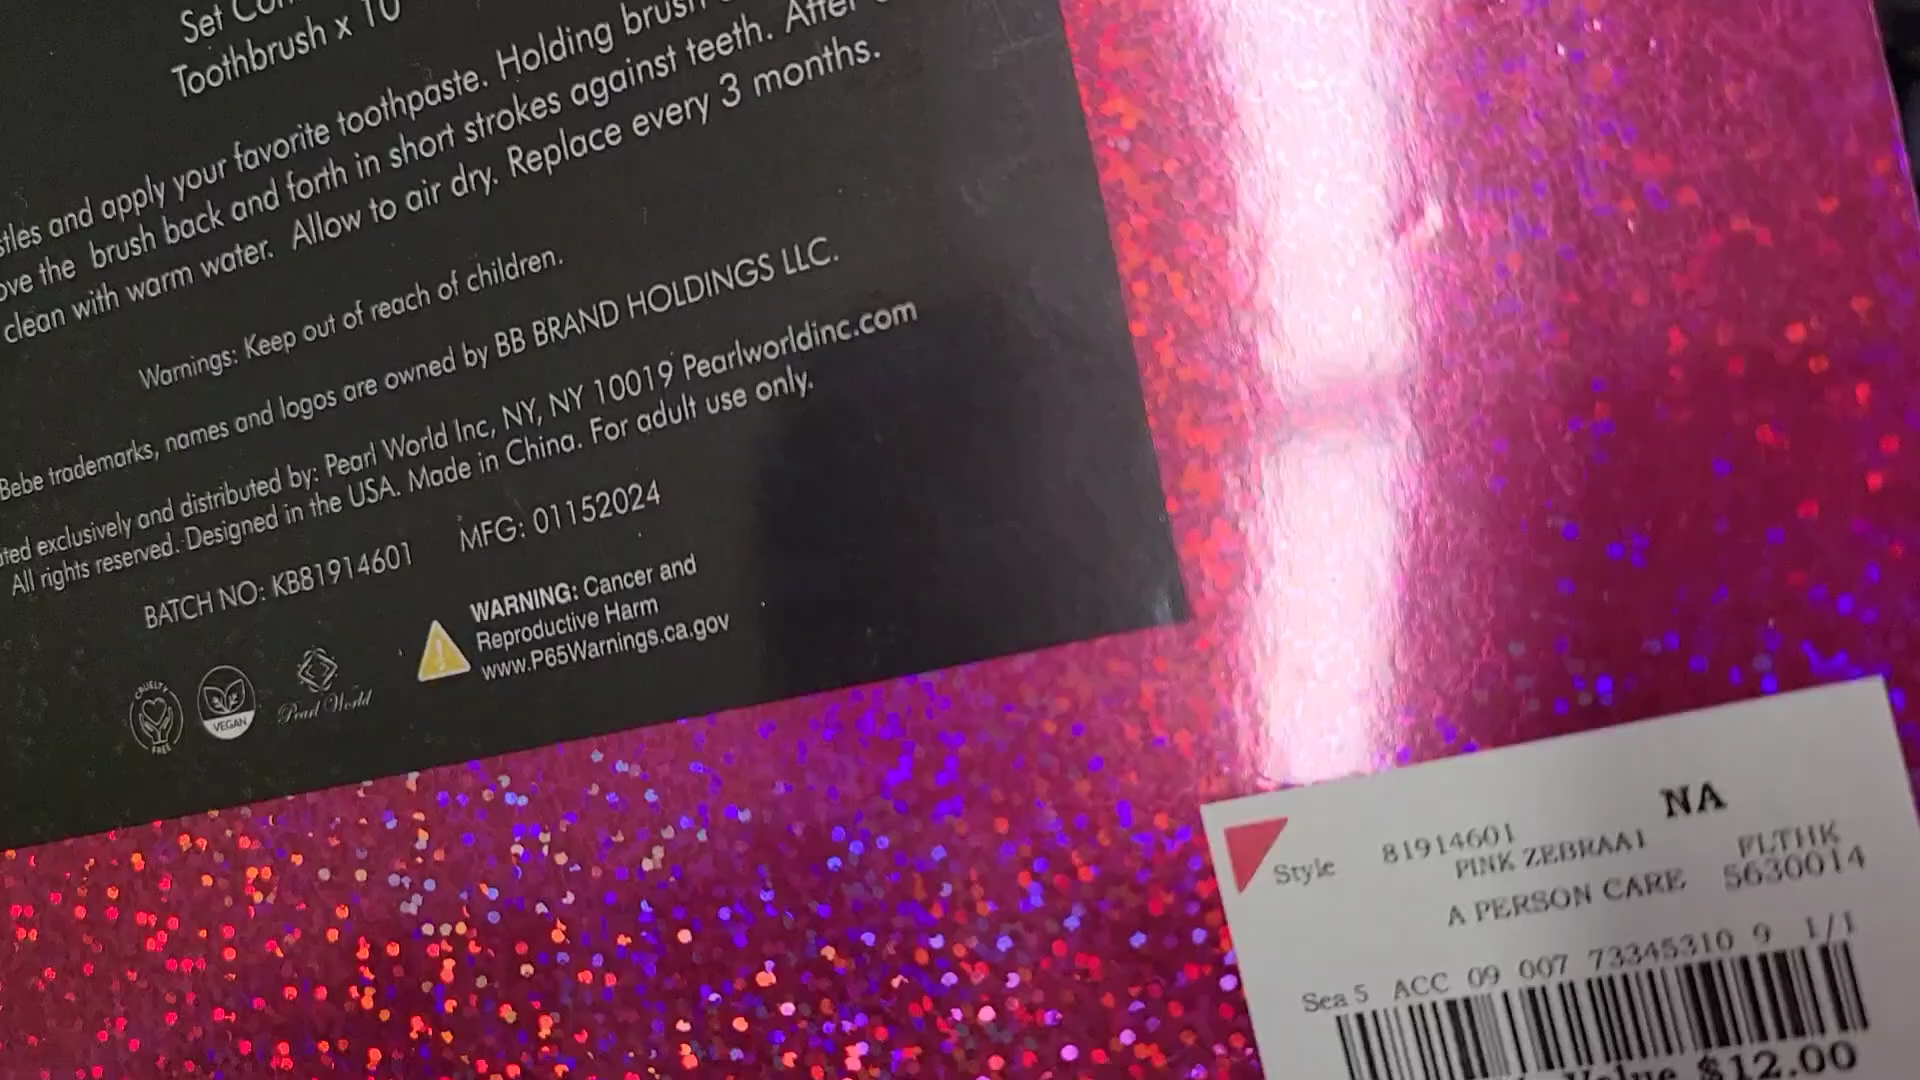 Set
Toothbrush x 10
and apply your favorite toothpaste. Holding brush
the brush back and forth in short strokes against teeth. After
clean with warm water. Allow to air dry. Replace every 3 months.
Warnings: Keep out of reach of children.
Bebe trademarks, names and logos are owned by BB BRAND HOLDINGS LLC.
exclusively and distributed by: Pearl World Inc, NY, NY 10019 Pearlworldinc.com
All rights reserved. Designed in the USA. Made in China. For adult use only.
BATCH NO: KB81914601 MFG: 01152024
WARNING: Cancer and
Reproductive Harm
www.P65Warnings.ca.gov
CRUELTY FREE
VEGAN
Pearl World
NA
Style 81914601
PINK ZEBRAA1 FLTHK
A PERSON CARE 5630014
Sea 5 ACC 09 007 73345310 9 1/1
Value $12.00